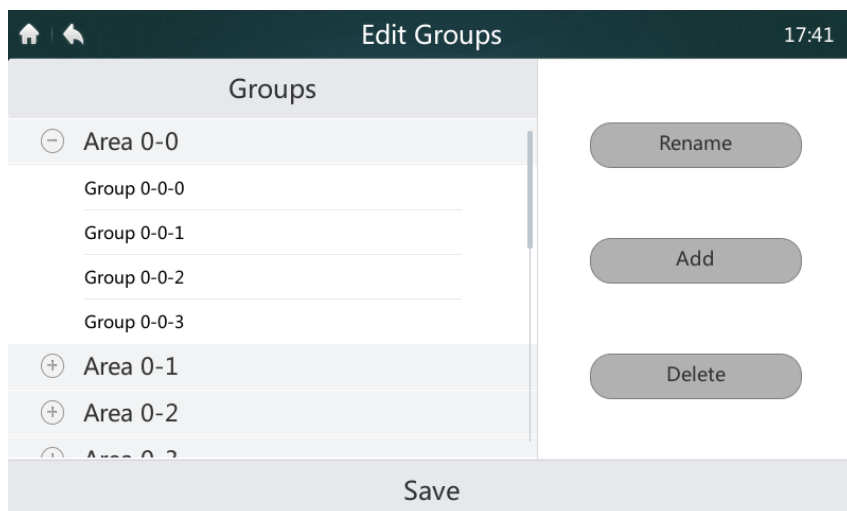 Edit Groups 17:41
Groups
Area 0-0
Group 0-0-0
Group 0-0-1
Group 0-0-2
Group 0-0-3
Area 0-1
Area 0-2
Rename
Add
Delete
Save